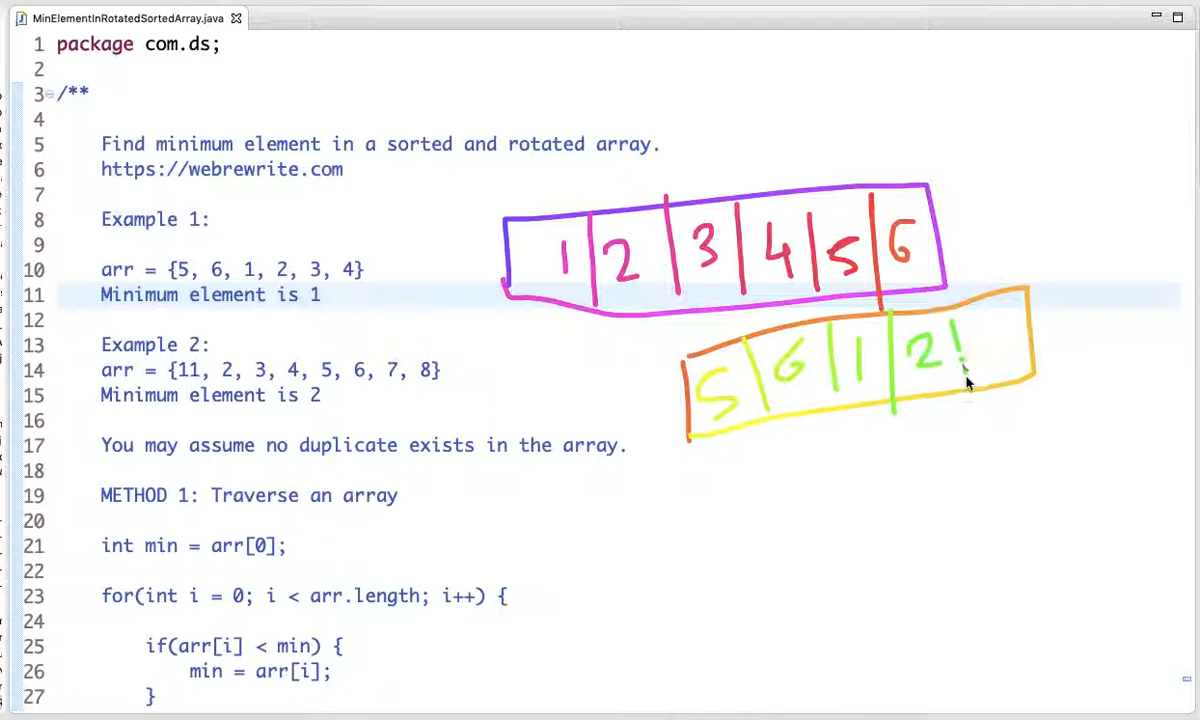 MinElementInRotatedSortedArray.java
1 package com.ds;
2
3 /**
4
5 Find minimum element in a sorted and rotated array.
6 https://webrewrite.com
7
8 Example 1:
9
10 arr = {5, 6, 1, 2, 3, 4}
11 Minimum element is 1
12
13 Example 2:
14 arr = {11, 2, 3, 4, 5, 6, 7, 8}
15 Minimum element is 2
16
17 You may assume no duplicate exists in the array.
18
19 METHOD 1: Traverse an array
20
21 int min = arr[0];
22
23 for(int i = 0; i < arr.length; i++) {
24
25 if(arr[i] < min) {
26 min = arr[i];
27 }
1 2 3 4 5 6
5 6 1 2